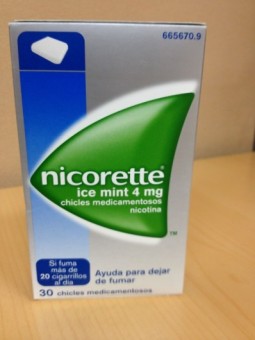 665670.9
nicorette®
ice mint 4 mg
chicles medicamentosos
nicotina
TM
Si fuma
más de
20 cigarrillos
al día
Ayuda para dejar
de fumar
30 chicles medicamentosos